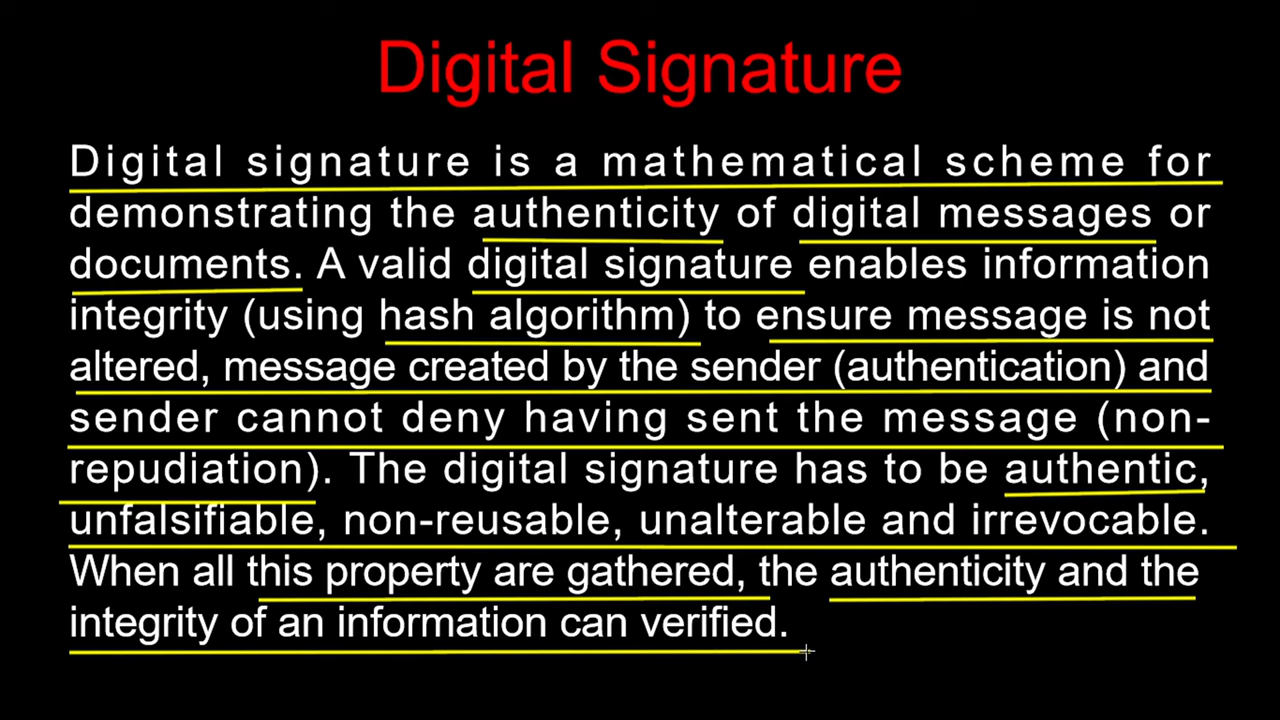 Digital Signature
Digital signature is a mathematical scheme for
demonstrating the authenticity of digital messages or
documents. A valid digital signature enables information
integrity (using hash algorithm) to ensure message is not
altered, message created by the sender (authentication) and
sender cannot deny having sent the message (non-
repudiation). The digital signature has to be authentic,
unfalsifiable, non-reusable, unalterable and irrevocable.
When all this property are gathered, the authenticity and the
integrity of an information can verified.